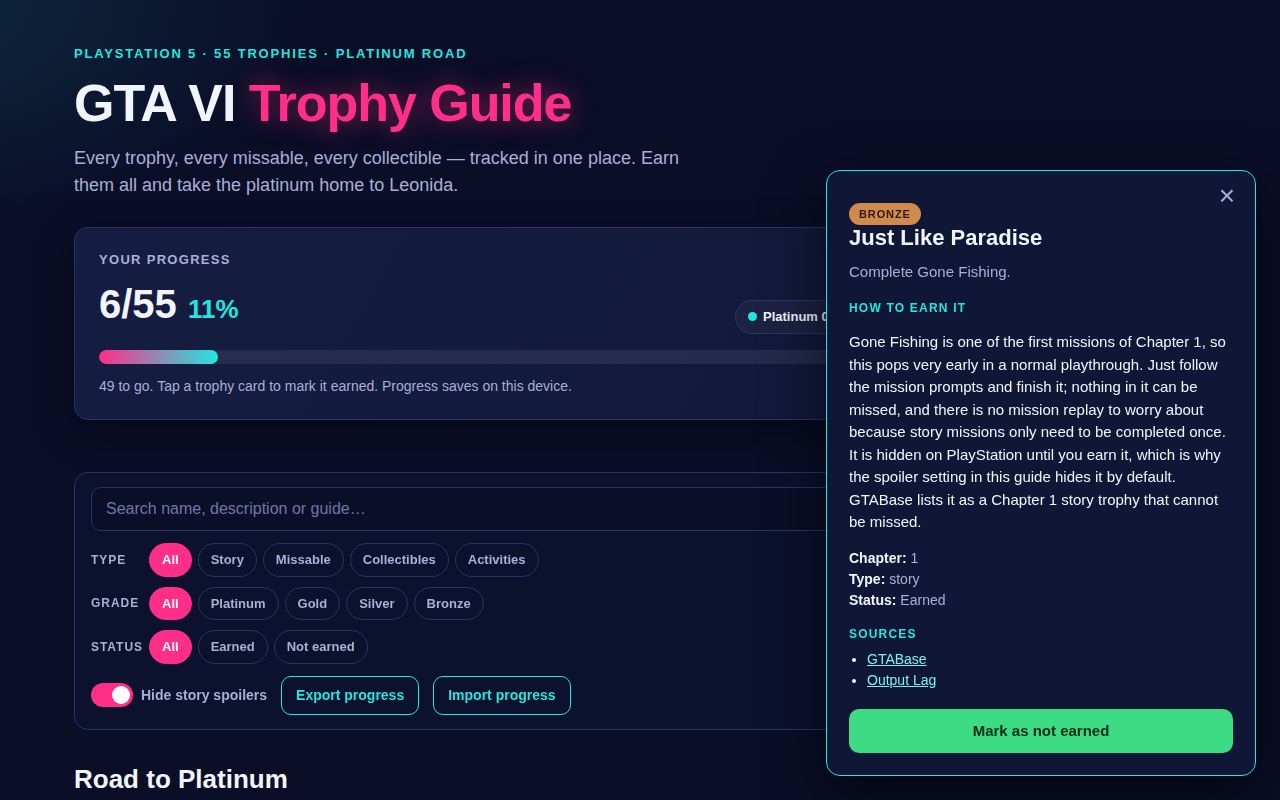 PLAYSTATION 5 · 55 TROPHIES · PLATINUM ROAD
GTA VI Trophy Guide
Every trophy, every missable, every collectible — tracked in one place. Earn
them all and take the platinum home to Leonida.
YOUR PROGRESS
6/55 11%
Platinum
49 to go. Tap a trophy card to mark it earned. Progress saves on this device.
Search name, description or guide…
TYPE All Story Missable Collectibles Activities
GRADE All Platinum Gold Silver Bronze
STATUS All Earned Not earned
Hide story spoilers Export progress Import progress
Road to Platinum
✕
BRONZE
Just Like Paradise
Complete Gone Fishing.
HOW TO EARN IT
Gone Fishing is one of the first missions of Chapter 1, so
this pops very early in a normal playthrough. Just follow
the mission prompts and finish it; nothing in it can be
missed, and there is no mission replay to worry about
because story missions only need to be completed once.
It is hidden on PlayStation until you earn it, which is why
the spoiler setting in this guide hides it by default.
GTABase lists it as a Chapter 1 story trophy that cannot
be missed.
Chapter: 1
Type: story
Status: Earned
SOURCES
• GTABase
• Output Lag
Mark as not earned